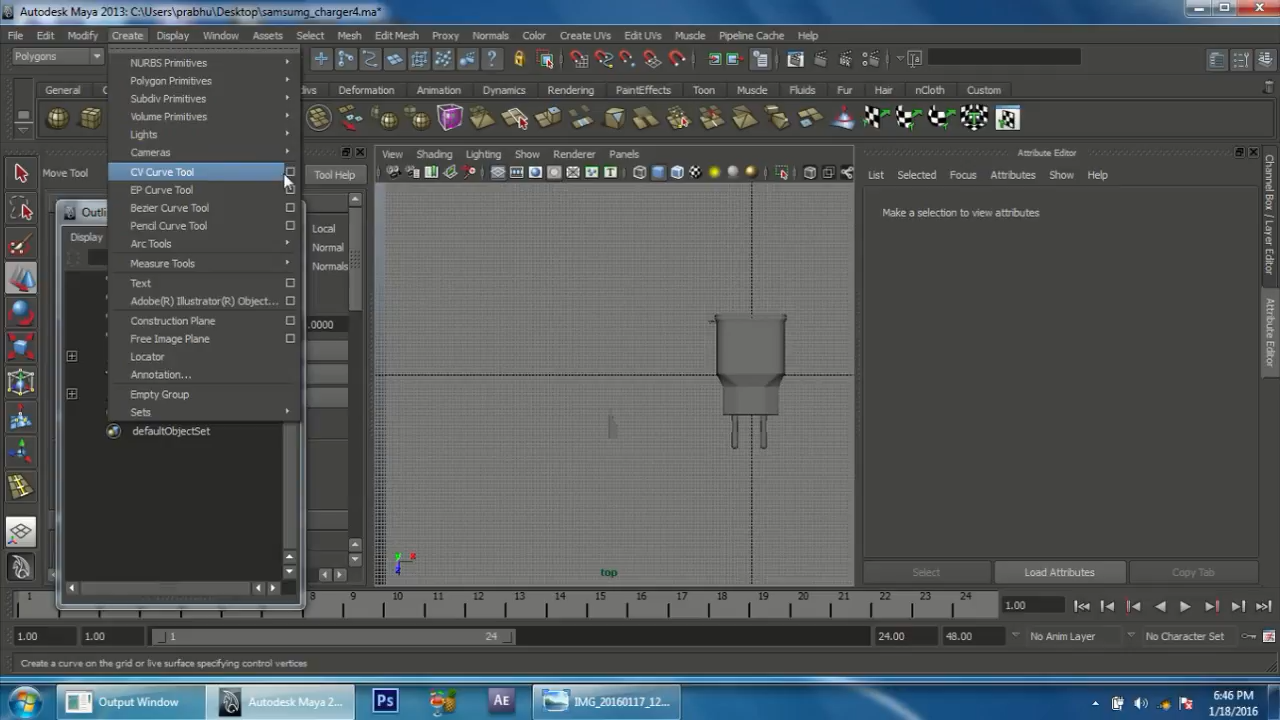 Autodesk Maya 2013: C:\Users\prabhu\Desktop\samsumg_charger4.ma*
File Edit Modify Create Display Window Assets Select Mesh Edit Mesh Proxy Normals Color Create UVs Edit UVs Muscle Pipeline Cache Help
Polygons
General Deformation Animation Dynamics Rendering PaintEffects Toon Muscle Fluids Fur Hair nCloth Custom
NURBS Primitives
Polygon Primitives
Subdiv Primitives
Volume Primitives
Lights
Cameras
CV Curve Tool
EP Curve Tool
Bezier Curve Tool
Pencil Curve Tool
Arc Tools
Measure Tools
Text
Adobe(R) Illustrator(R) Object...
Construction Plane
Free Image Plane
Locator
Annotation...
Empty Group
Sets
Move Tool
Tool Help
Display
Local
Normal
Normals
.0000
defaultObjectSet
View Shading Lighting Show Renderer Panels
top
Attribute Editor
List Selected Focus Attributes Show Help
Make a selection to view attributes
Select Load Attributes Copy Tab
Channel Box / Layer Editor
Attribute Editor
1 8 9 10 11 12 13 14 15 16 17 18 19 20 21 22 23 24 1.00
1.00 1.00 1 24 24.00 48.00 No Anim Layer No Character Set
Create a curve on the grid or live surface specifying control vertices
Output Window Autodesk Maya 2... Ps AE IMG_20160117_12...
6:46 PM
1/18/2016